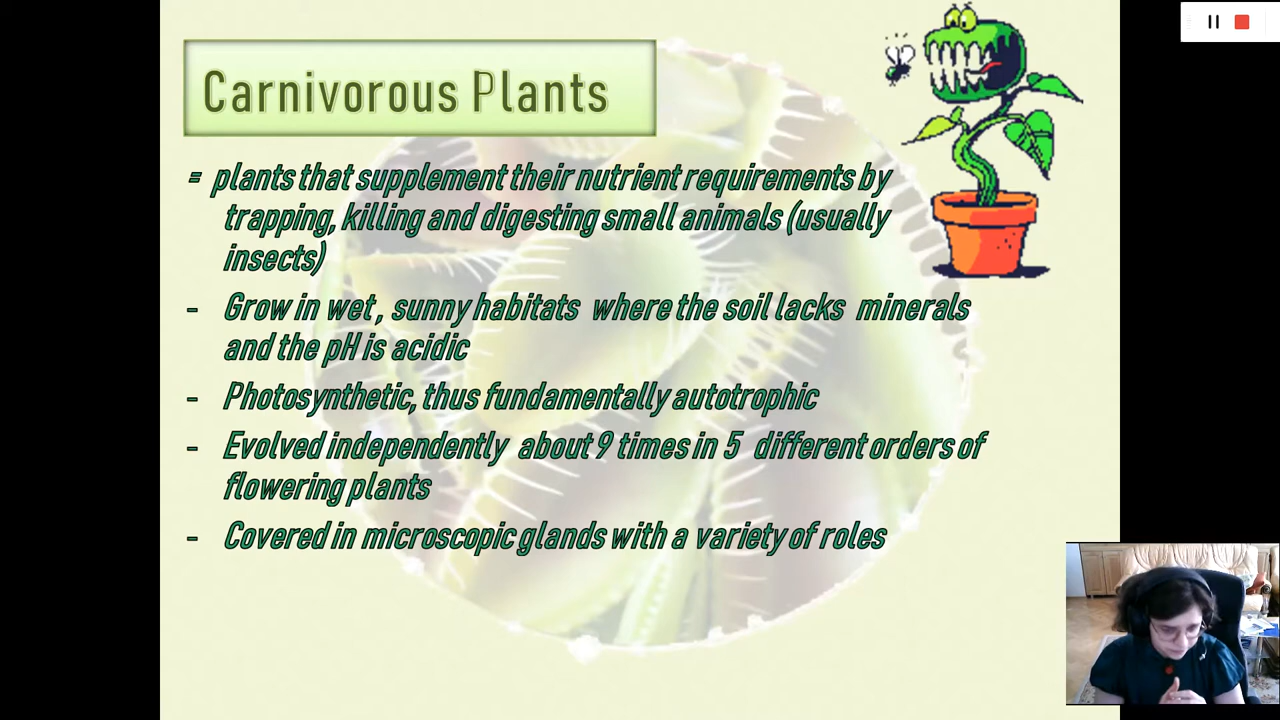 Carnivorous Plants
= plants that supplement their nutrient requirements by
trapping, killing and digesting small animals (usually
insects)
- Grow in wet , sunny habitats where the soil lacks minerals
and the pH is acidic
- Photosynthetic, thus fundamentally autotrophic
- Evolved independently about 9 times in 5 different orders of
flowering plants
- Covered in microscopic glands with a variety of roles